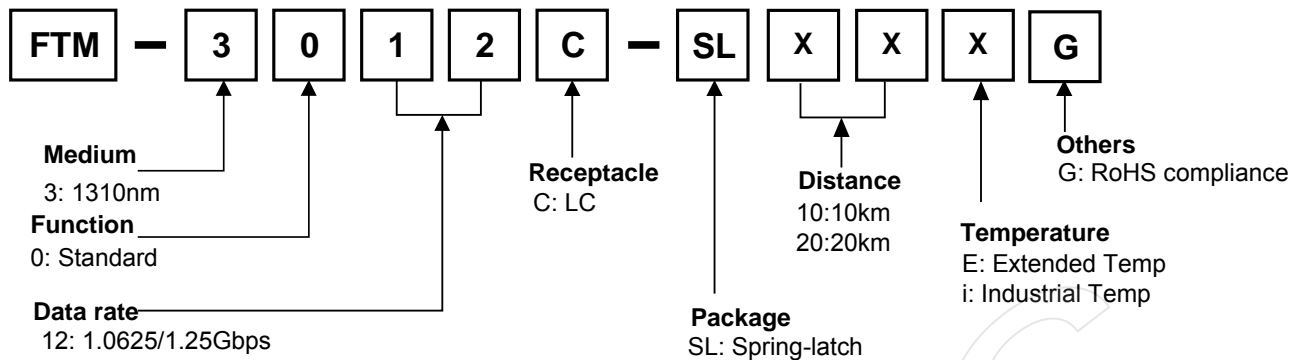 FTM - 3 0 1 2 C - SL X X X G
Medium
3: 1310nm
Function
0: Standard
Data rate
12: 1.0625/1.25Gbps
Receptacle
C: LC
Package
SL: Spring-latch
Distance
10:10km
20:20km
Temperature
E: Extended Temp
i: Industrial Temp
Others
G: RoHS compliance